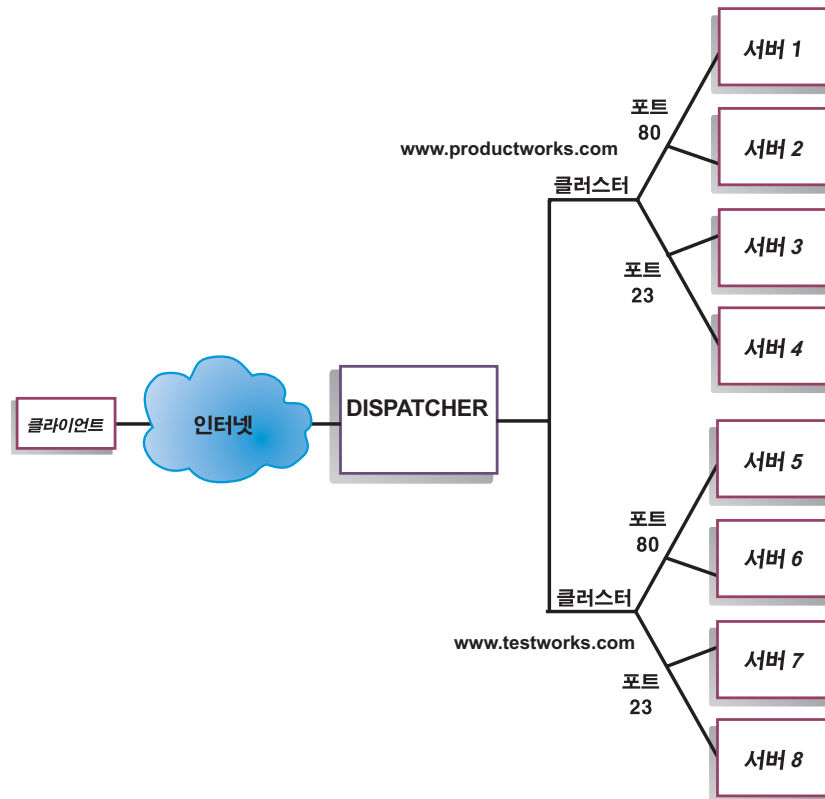 서버 1
포트
80
서버 2
www.productworks.com
클러스터
서버 3
포트
23
서버 4
클라이언트
인터넷
DISPATCHER
서버 5
포트
80
서버 6
클러스터
www.testworks.com
서버 7
포트
23
서버 8